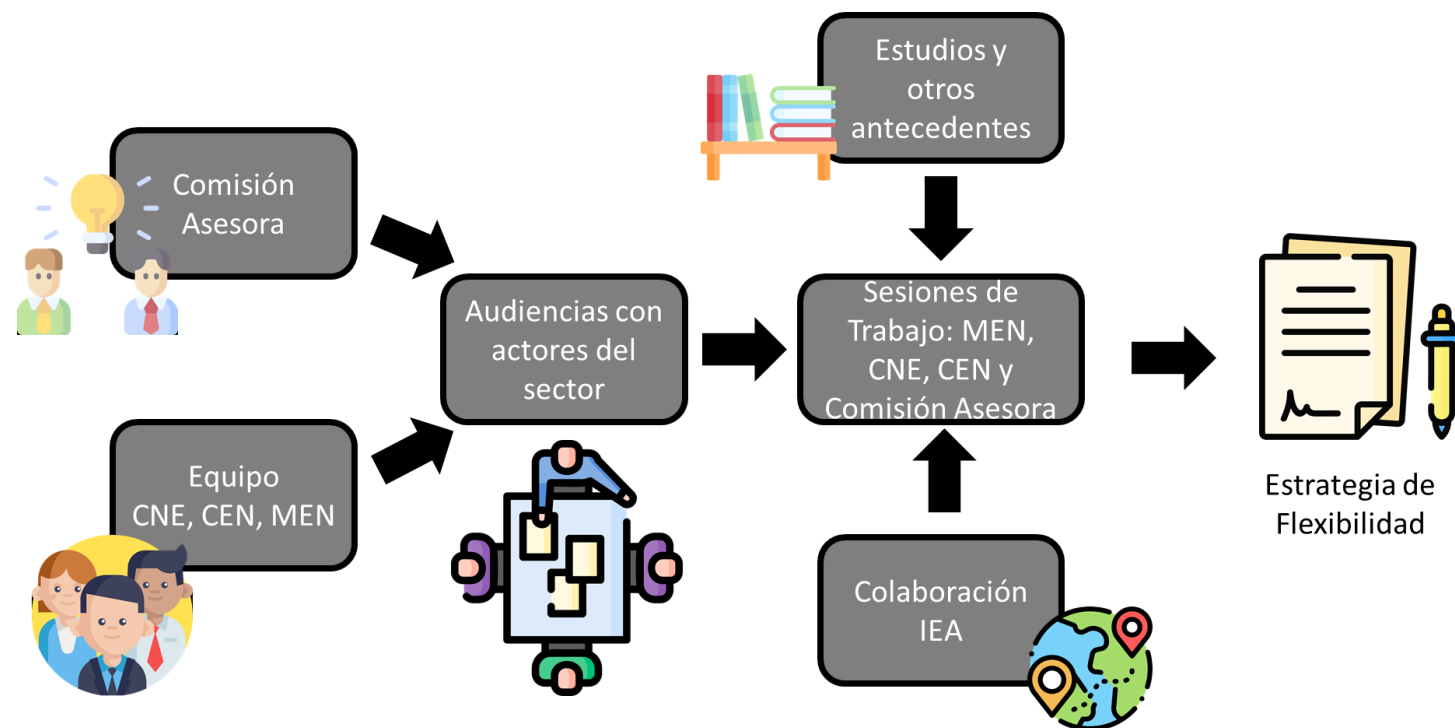 Estudios y
otros
antecedentes
Comisión
Asesora
Audiencias con
actores del
sector
Sesiones de
Trabajo: MEN,
CNE, CEN y
Comisión Asesora
Equipo
CNE, CEN, MEN
Colaboración
IEA
Estrategia de
Flexibilidad